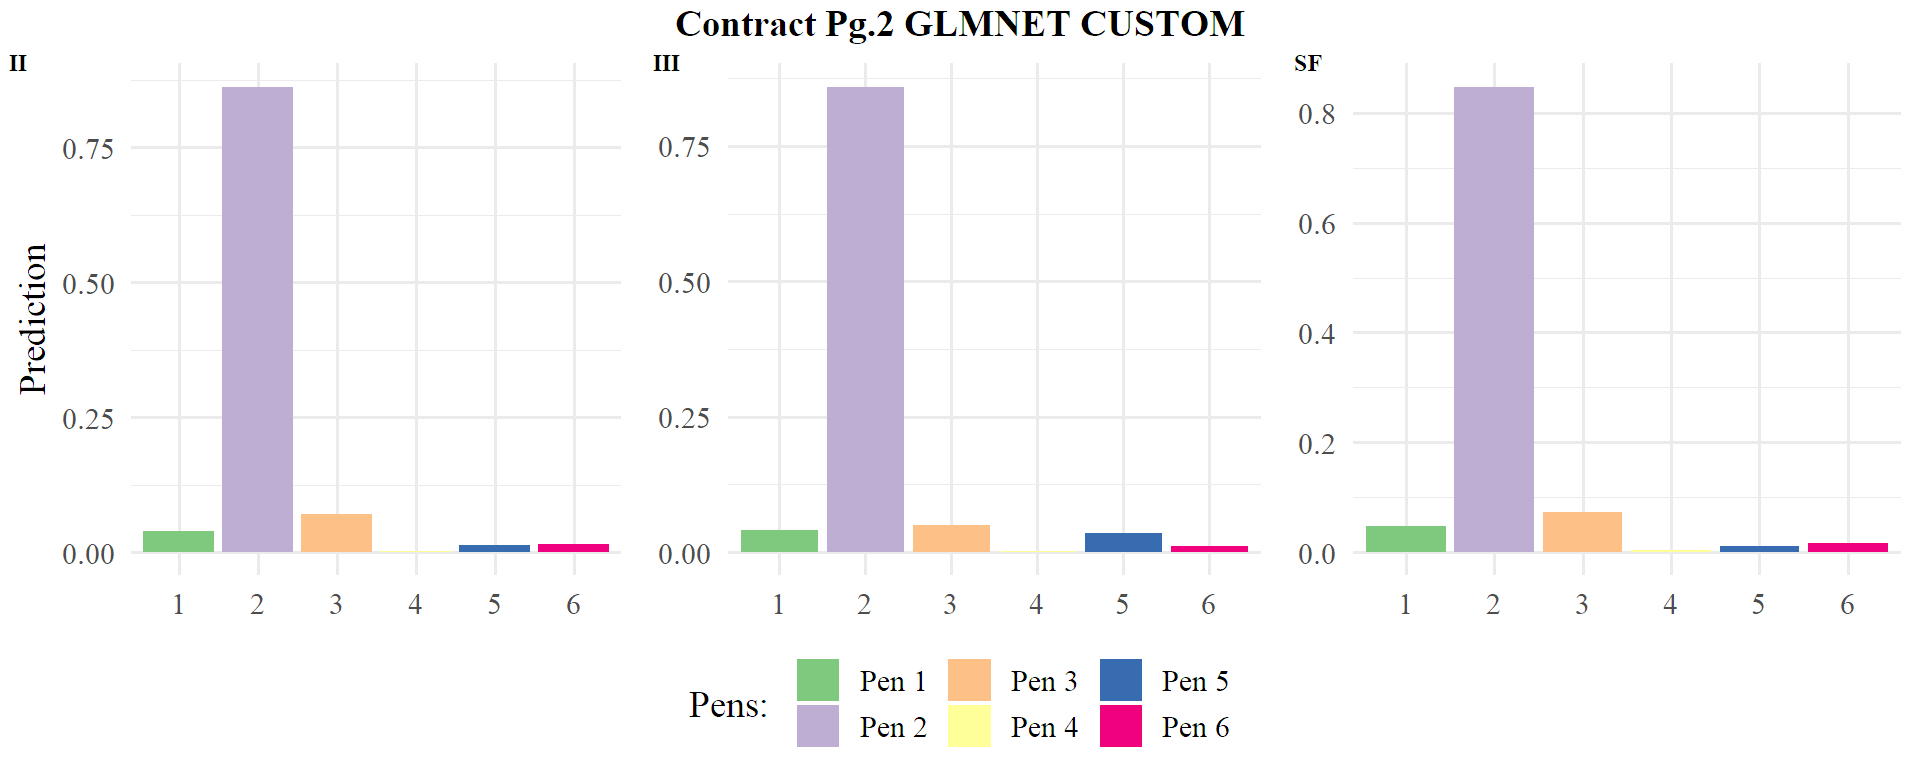 Contract Pg.2 GLMNET CUSTOM
II
III
SF
Prediction
0.75
0.50
0.25
0.00
1 2 3 4 5 6
0.75
0.50
0.25
0.00
1 2 3 4 5 6
0.8
0.6
0.4
0.2
0.0
1 2 3 4 5 6
Pens:
Pen 1 Pen 3 Pen 5
Pen 2 Pen 4 Pen 6